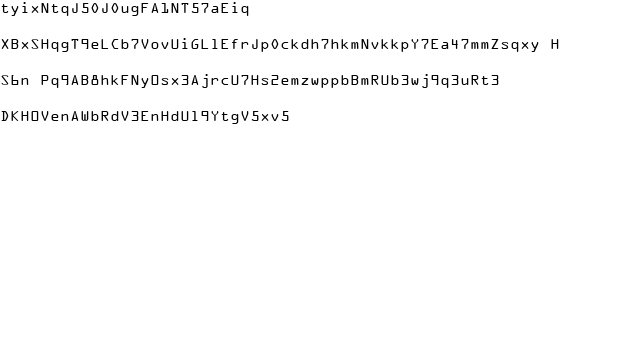 tyixNtqJ50J0ugFA1NT57aEiq
XBxSHqgT9eLCb7VovUiGL1EfrJp0ckdh7hkmNvkkpY7Ea47mmZsqxy H
S6n Pq9AB8hkFNyOsx3AjrcU7Hs2emzwppbBmRUb3wj9q3uRt3
DKHOVenAWbRdV3EnHdU19YtgV5xv5